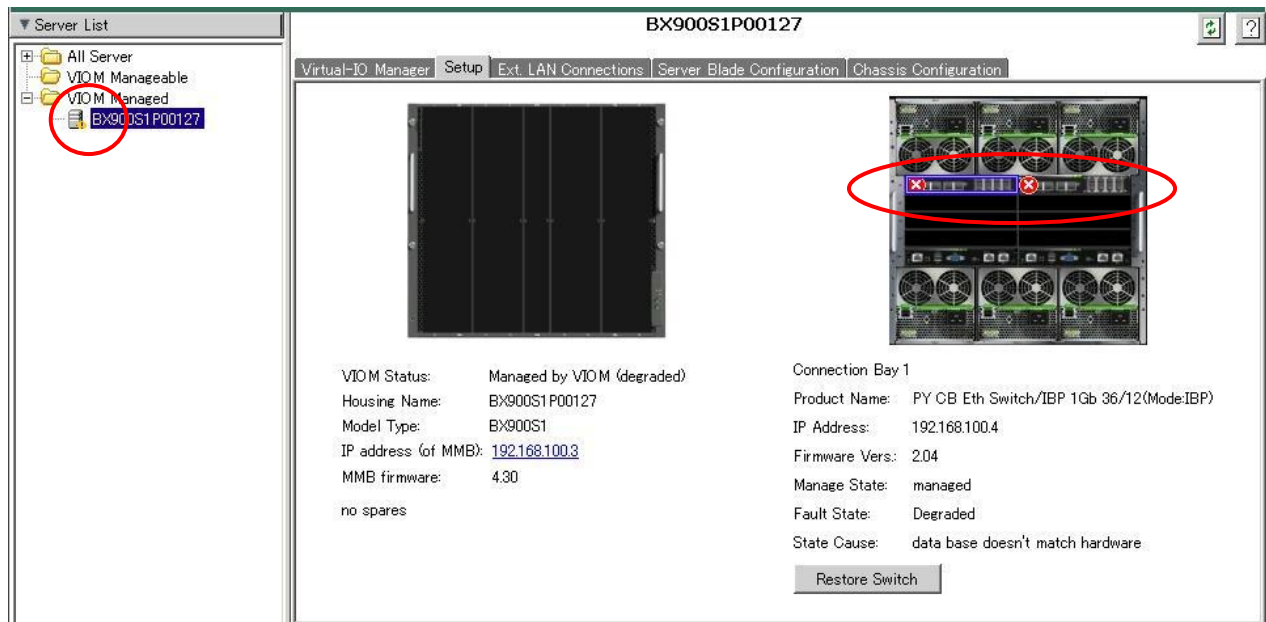 ▼ Server List
BX900S1P00127
?
All Server
VIOM Manageable
VIOM Managed
BX900S1P00127
Virtual-IO Manager Setup Ext. LAN Connections Server Blade Configuration Chassis Configuration
VIOM Status: Managed by VIOM (degraded)
Housing Name: BX900S1P00127
Model Type: BX900S1
IP address (of MMB): 192.168.100.3
MMB firmware: 4.30
no spares
Connection Bay 1
Product Name: PY CB Eth Switch/IBP 1Gb 36/12(Mode:IBP)
IP Address: 192.168.100.4
Firmware Vers.: 2.04
Manage State: managed
Fault State: Degraded
State Cause: data base doesn't match hardware
Restore Switch